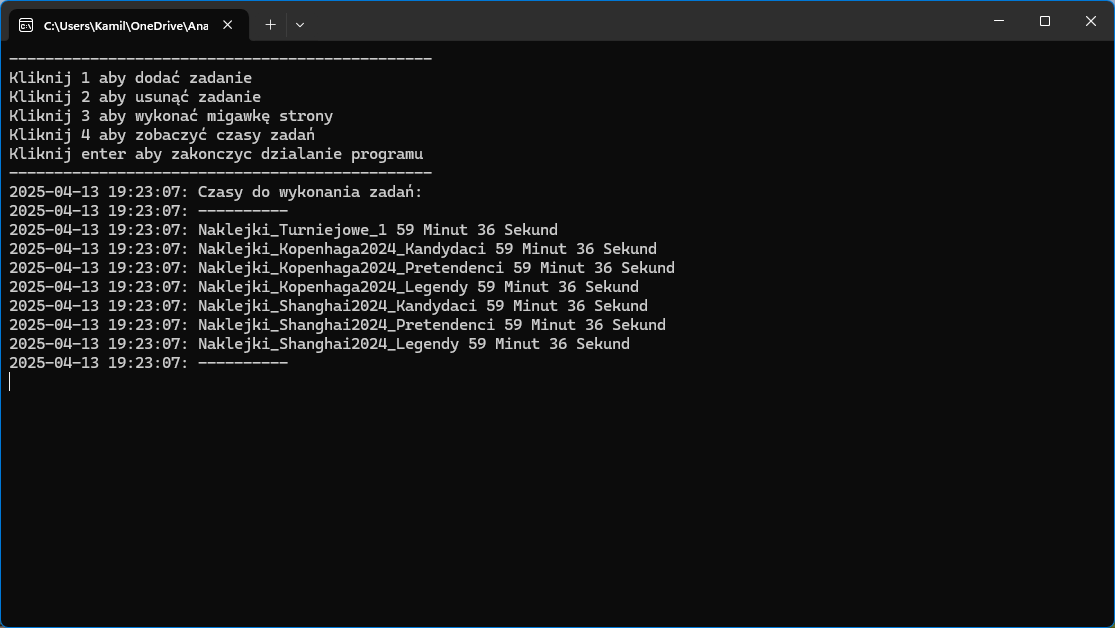 C:\Users\Kamil\OneDrive\Ana
-----------------------------------------------
Kliknij 1 aby dodać zadanie
Kliknij 2 aby usunąć zadanie
Kliknij 3 aby wykonać migawkę strony
Kliknij 4 aby zobaczyć czasy zadań
Kliknij enter aby zakonczyc dzialanie programu
-----------------------------------------------
2025-04-13 19:23:07: Czasy do wykonania zadań:
2025-04-13 19:23:07: ----------
2025-04-13 19:23:07: Naklejki_Turniejowe_1 59 Minut 36 Sekund
2025-04-13 19:23:07: Naklejki_Kopenhaga2024_Kandydaci 59 Minut 36 Sekund
2025-04-13 19:23:07: Naklejki_Kopenhaga2024_Pretendenci 59 Minut 36 Sekund
2025-04-13 19:23:07: Naklejki_Kopenhaga2024_Legendy 59 Minut 36 Sekund
2025-04-13 19:23:07: Naklejki_Shanghai2024_Kandydaci 59 Minut 36 Sekund
2025-04-13 19:23:07: Naklejki_Shanghai2024_Pretendenci 59 Minut 36 Sekund
2025-04-13 19:23:07: Naklejki_Shanghai2024_Legendy 59 Minut 36 Sekund
2025-04-13 19:23:07: ----------